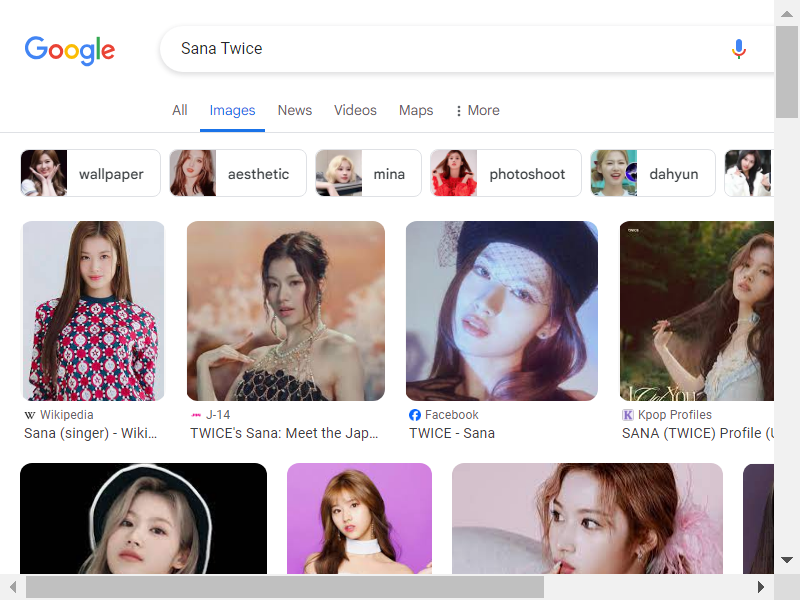 Google
Sana Twice
All Images News Videos Maps More
wallpaper aesthetic mina photoshoot dahyun
Wikipedia
Sana (singer) - Wiki...
J-14
TWICE's Sana: Meet the Jap...
Facebook
TWICE - Sana
Kpop Profiles
SANA (TWICE) Profile (U
TWICE